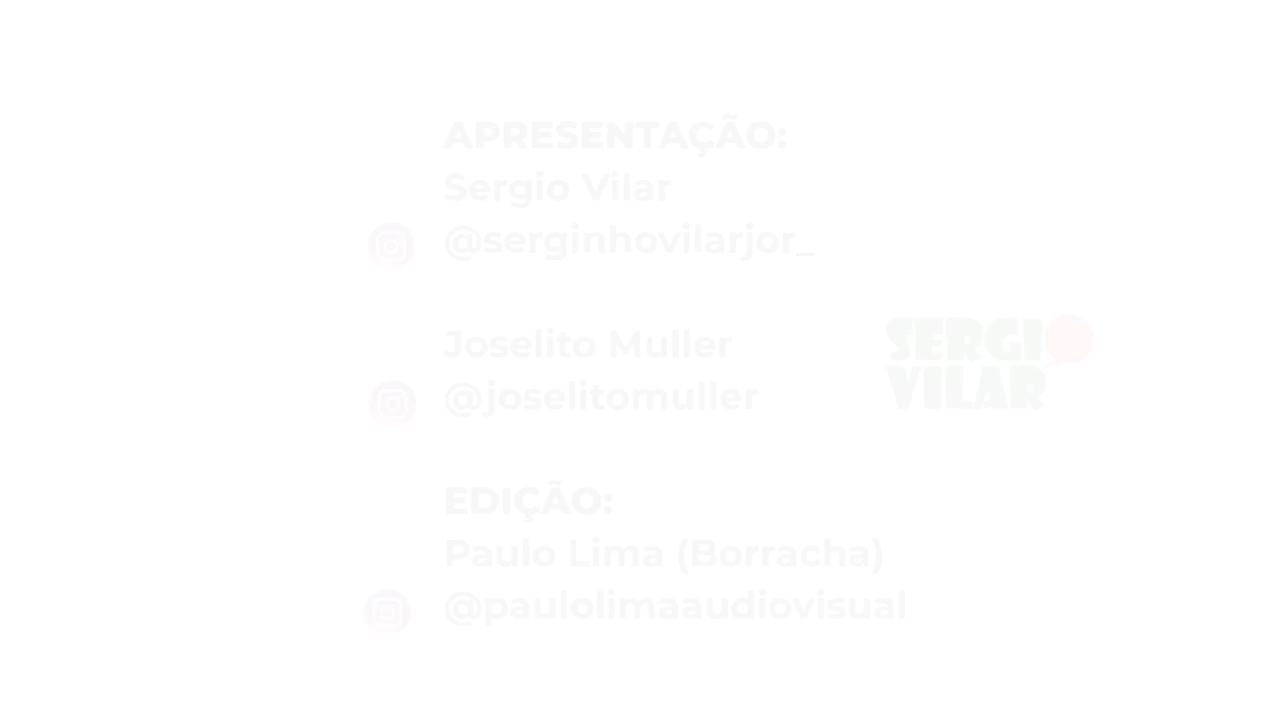 APRESENTAÇÃO:
Sergio Vilar
@serginhovilarjor_
Joselito Muller
@joselitomuller
SERGIO
VILAR
EDIÇÃO:
Paulo Lima (Borracha)
@paulolimaaudiovisual